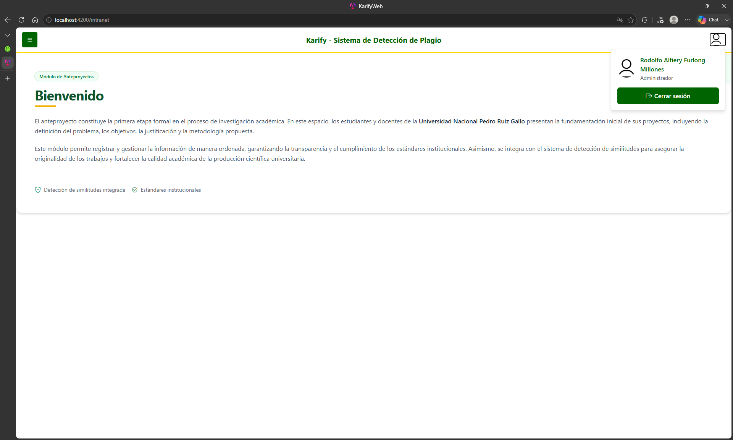 KarifyWeb
localhost:4200/intranet
Chat
Karify - Sistema de Detección de Plagio
Rodolfo Alfiery Furlong
Millones
Administrador
Cerrar sesión
Módulo de Anteproyectos
Bienvenido
El anteproyecto constituye la primera etapa formal en el proceso de investigación académica. En este espacio, los estudiantes y docentes de la Universidad Nacional Pedro Ruiz Gallo presentan la fundamentación inicial de sus proyectos, incluyendo la
definición del problema, los objetivos, la justificación y la metodología propuesta.
Este módulo permite registrar y gestionar la información de manera ordenada, garantizando la transparencia y el cumplimiento de los estándares institucionales. Asimismo, se integra con el sistema de detección de similitudes para asegurar la
originalidad de los trabajos y fortalecer la calidad académica de la producción científica universitaria.
Detección de similitudes integrada
Estándares institucionales